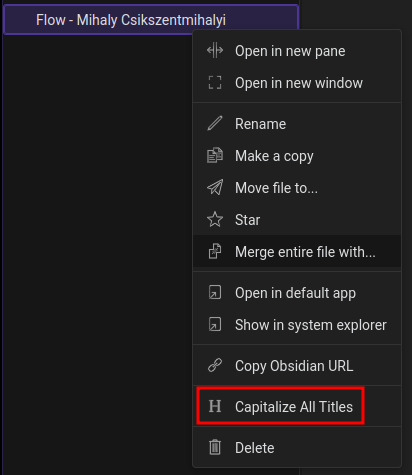 Flow - Mihaly Csikszentmihalyi
Open in new pane
Open in new window
Rename
Make a copy
Move file to...
Star
Merge entire file with...
Open in default app
Show in system explorer
Copy Obsidian URL
Capitalize All Titles
Delete